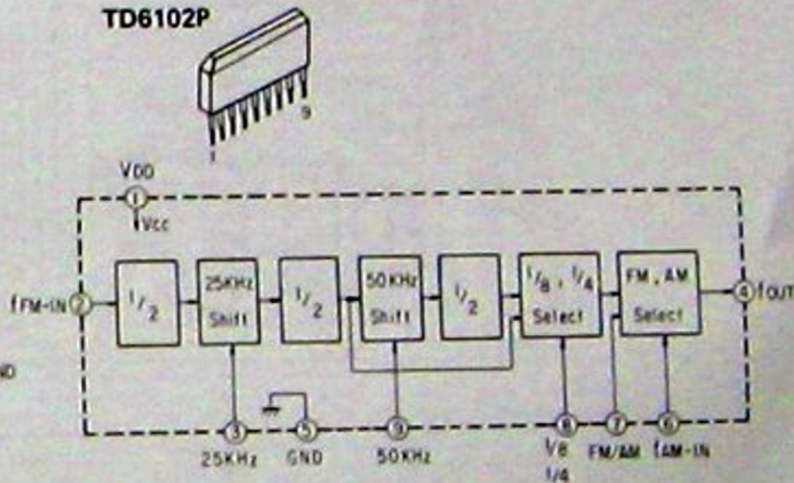 TD6102P
9
1
VDD
1
Vcc
fFM-IN 2
1/2
25KHz
Shift
1/2
50KHz
Shift
1/2
1/8, 1/4
Select
FM, AM
Select
4 fOUT
ND
3
5
9
8
7
6
25KHz
GND
50KHz
1/8
1/4
FM/AM
fAM-IN